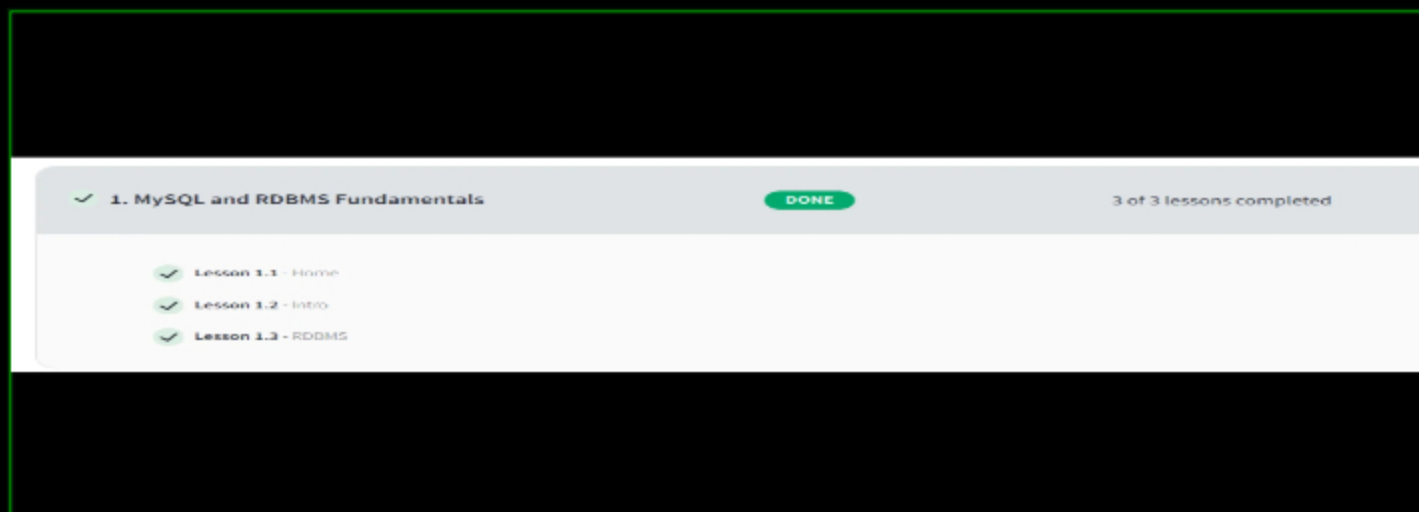 1. MySQL and RDBMS Fundamentals DONE 3 of 3 lessons completed
Lesson 1.1 - Home
Lesson 1.2 - Intro
Lesson 1.3 - RDBMS